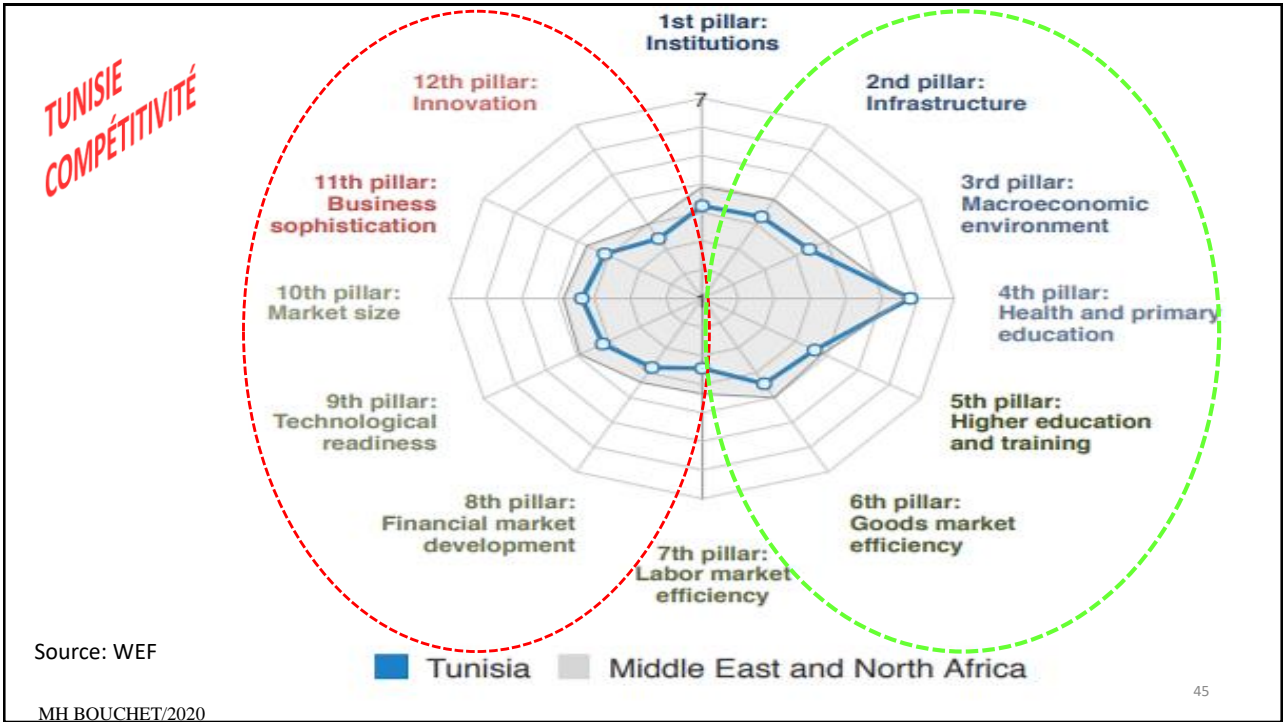 TUNISIE
COMPÉTITIVITÉ
1st pillar:
Institutions
2nd pillar:
Infrastructure
3rd pillar:
Macroeconomic
environment
4th pillar:
Health and primary
education
5th pillar:
Higher education
and training
6th pillar:
Goods market
efficiency
7th pillar:
Labor market
efficiency
8th pillar:
Financial market
development
9th pillar:
Technological
readiness
10th pillar:
Market size
11th pillar:
Business
sophistication
12th pillar:
Innovation
7
1
Source: WEF
Tunisia
Middle East and North Africa
45
MH BOUCHET/2020